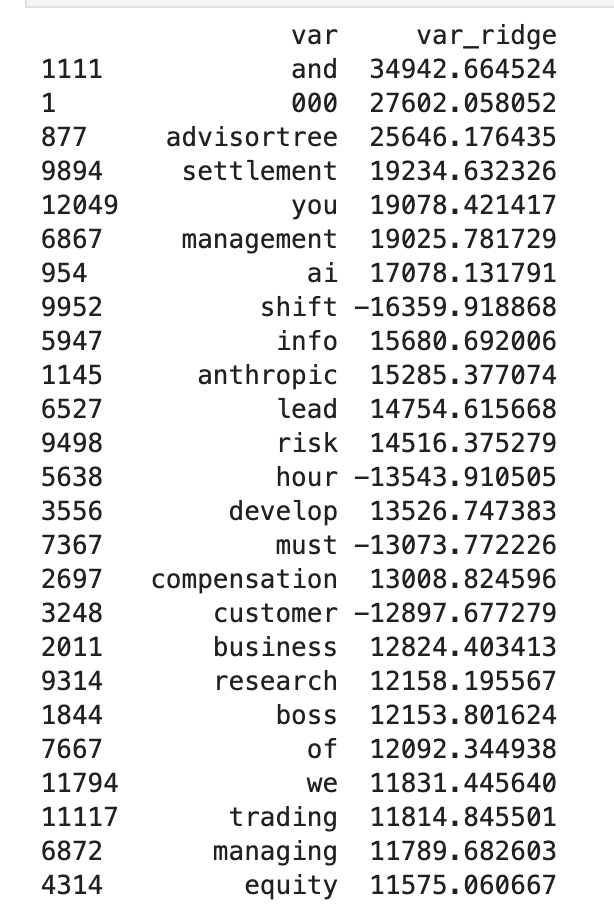 var var_ridge
1111 and 34942.664524
1 000 27602.058052
877 advisortree 25646.176435
9894 settlement 19234.632326
12049 you 19078.421417
6867 management 19025.781729
954 ai 17078.131791
9952 shift -16359.918868
5947 info 15680.692006
1145 anthropic 15285.377074
6527 lead 14754.615668
9498 risk 14516.375279
5638 hour -13543.910505
3556 develop 13526.747383
7367 must -13073.772226
2697 compensation 13008.824596
3248 customer -12897.677279
2011 business 12824.403413
9314 research 12158.195567
1844 boss 12153.801624
7667 of 12092.344938
11794 we 11831.445640
11117 trading 11814.845501
6872 managing 11789.682603
4314 equity 11575.060667